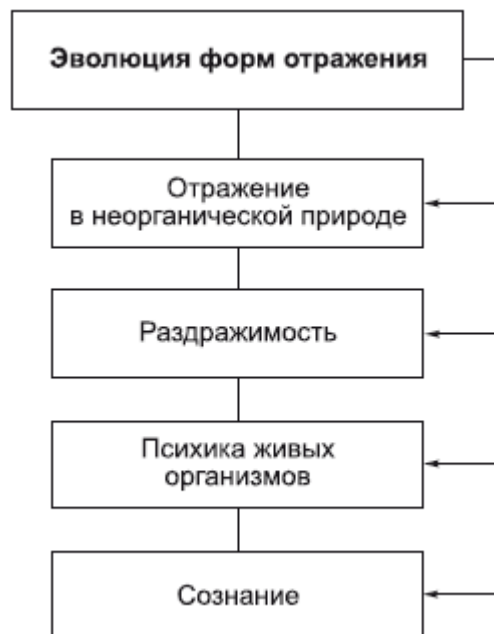 Эволюция форм отражения
Отражение
в неорганической природе
Раздражимость
Психика живых
организмов
Сознание